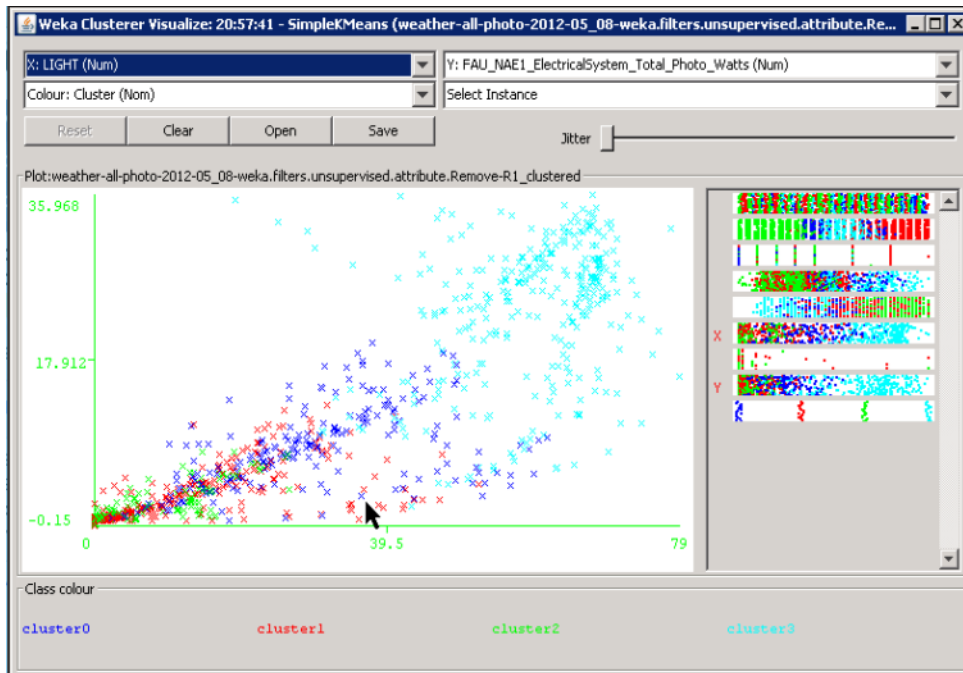 Weka Clusterer Visualize: 20:57:41 - SimpleKMeans (weather-all-photo-2012-05_08-weka.filters.unsupervised.attribute.Re...
X: LIGHT (Num) Y: FAU_NAE1_ElectricalSystem_Total_Photo_Watts (Num)
Colour: Cluster (Nom) Select Instance
Reset Clear Open Save Jitter
Plot:weather-all-photo-2012-05_08-weka.filters.unsupervised.attribute.Remove-R1_clustered
35.968
X
17.912
Y
-0.15
0 39.5 79
Class colour
cluster0 cluster1 cluster2 cluster3